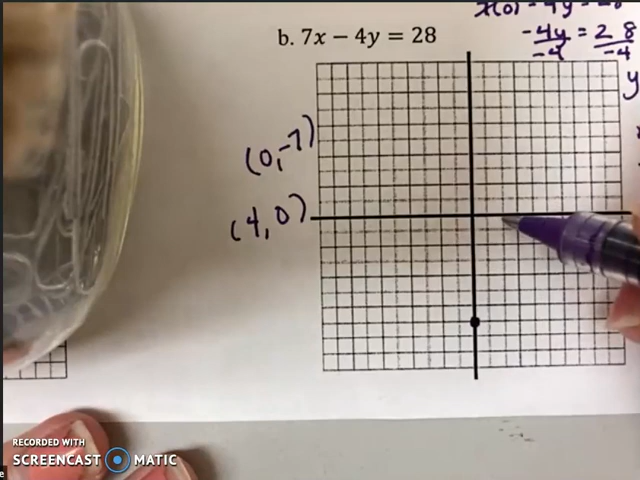 -4y = 28
-4 -4
b. 7x − 4y = 28
y
(0,-7)
(4,0)
RECORDED WITH
SCREENCAST MATIC